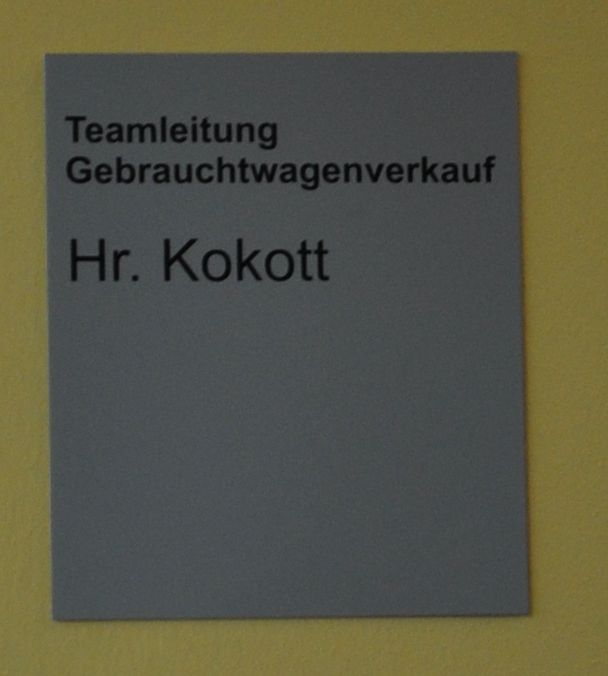 Teamleitung
Gebrauchtwagenverkauf
Hr. Kokott